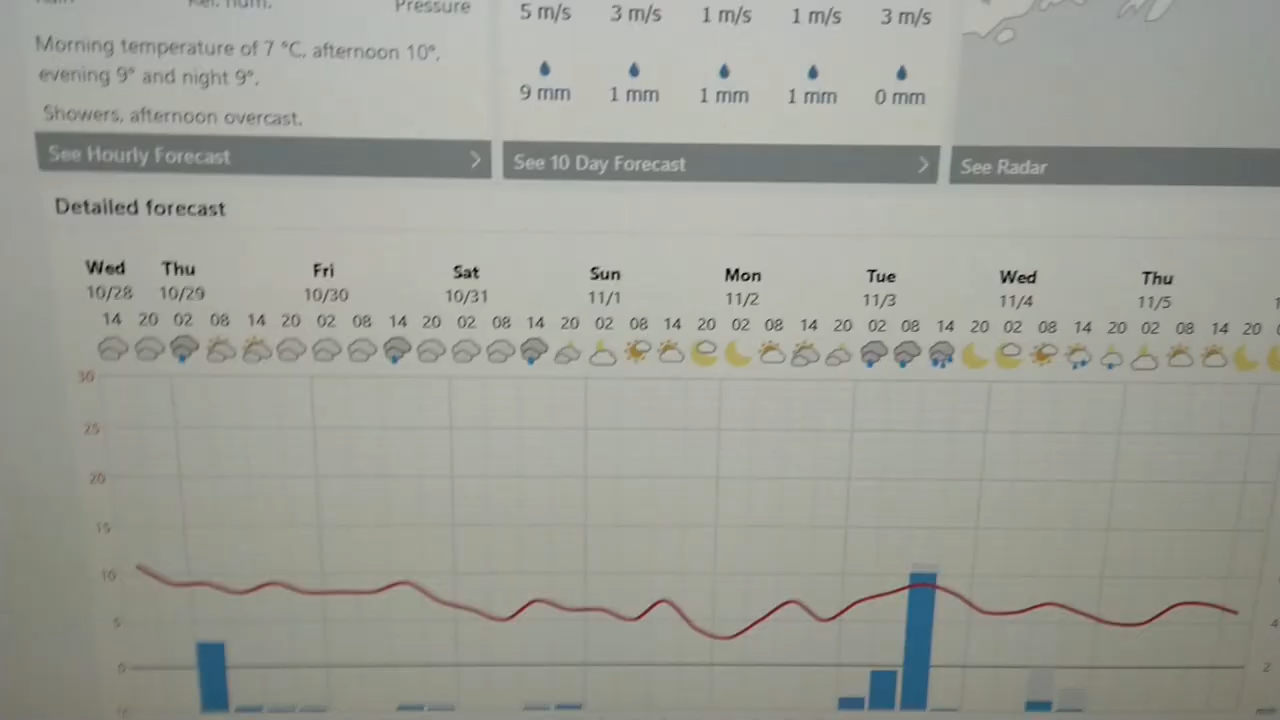 Rel. hum.
Pressure
Morning temperature of 7 °C, afternoon 10°,
evening 9° and night 9°.
Showers, afternoon overcast.
See Hourly Forecast
5 m/s 3 m/s 1 m/s 1 m/s 3 m/s
9 mm 1 mm 1 mm 1 mm 0 mm
See 10 Day Forecast
See Radar
Detailed forecast
Wed Thu Fri Sat Sun Mon Tue Wed Thu
10/28 10/29 10/30 10/31 11/1 11/2 11/3 11/4 11/5
14 20 02 08 14 20 02 08 14 20 02 08 14 20 02 08 14 20 02 08 14 20 02 08 14 20 02 08 14 20 02 08 14 20
30
25
20
15
10
5 4
0 2